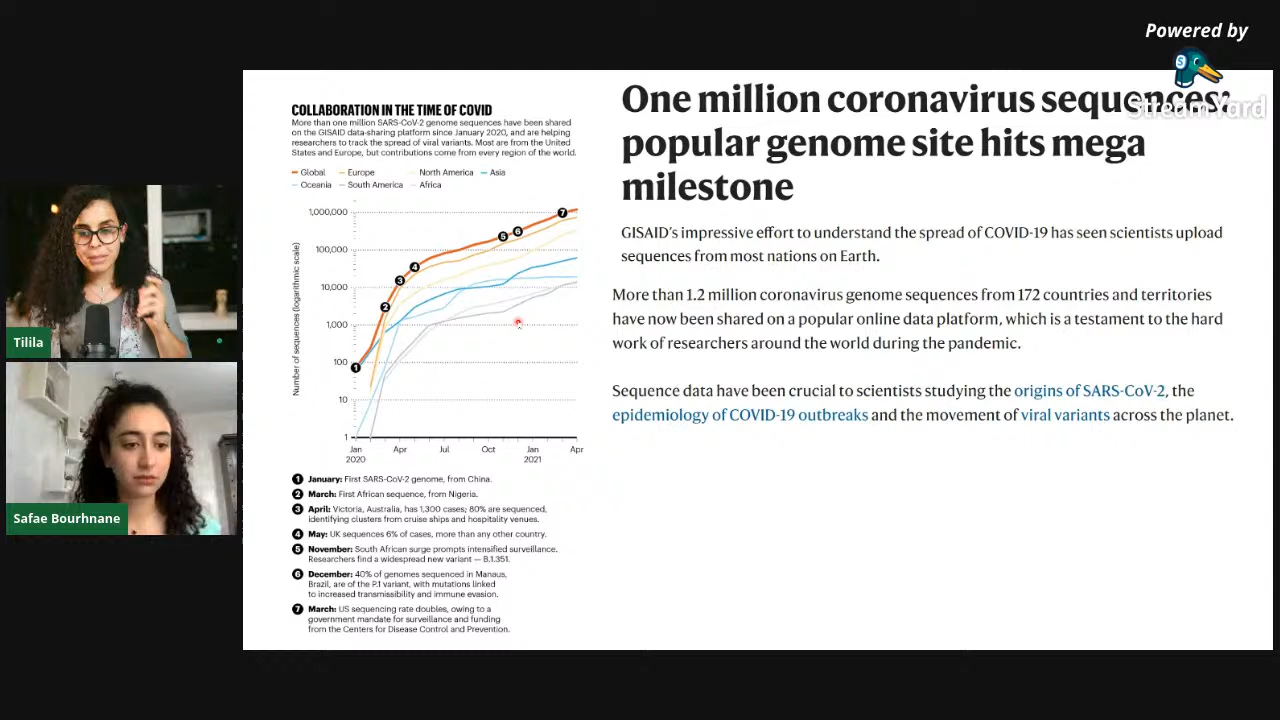 Powered by
StreamYard
Tilila
Safae Bourhnane
COLLABORATION IN THE TIME OF COVID
More than one million SARS-CoV-2 genome sequences have been shared
on the GISAID data-sharing platform since January 2020, and are helping
researchers to track the spread of viral variants. Most are from the United
States and Europe, but contributions come from every region of the world.
Global Europe North America Asia
Oceania South America Africa
Number of sequences (logarithmic scale)
1,000,000
100,000
10,000
1,000
100
10
1
1 2 3 4 5 6 7
Jan Apr Jul Oct Jan Apr
2020 2021
1 January: First SARS-CoV-2 genome, from China.
2 March: First African sequence, from Nigeria.
3 April: Victoria, Australia, has 1,300 cases; 80% are sequenced,
identifying clusters from cruise ships and hospitality venues.
4 May: UK sequences 6% of cases, more than any other country.
5 November: South African surge prompts intensified surveillance.
Researchers find a widespread new variant — B.1.351.
6 December: 40% of genomes sequenced in Manaus,
Brazil, are of the P.1 variant, with mutations linked
to increased transmissibility and immune evasion.
7 March: US sequencing rate doubles, owing to a
government mandate for surveillance and funding
from the Centers for Disease Control and Prevention.
One million coronavirus sequences:
popular genome site hits mega
milestone
GISAID's impressive effort to understand the spread of COVID-19 has seen scientists upload
sequences from most nations on Earth.
More than 1.2 million coronavirus genome sequences from 172 countries and territories
have now been shared on a popular online data platform, which is a testament to the hard
work of researchers around the world during the pandemic.
Sequence data have been crucial to scientists studying the origins of SARS-CoV-2, the
epidemiology of COVID-19 outbreaks and the movement of viral variants across the planet.